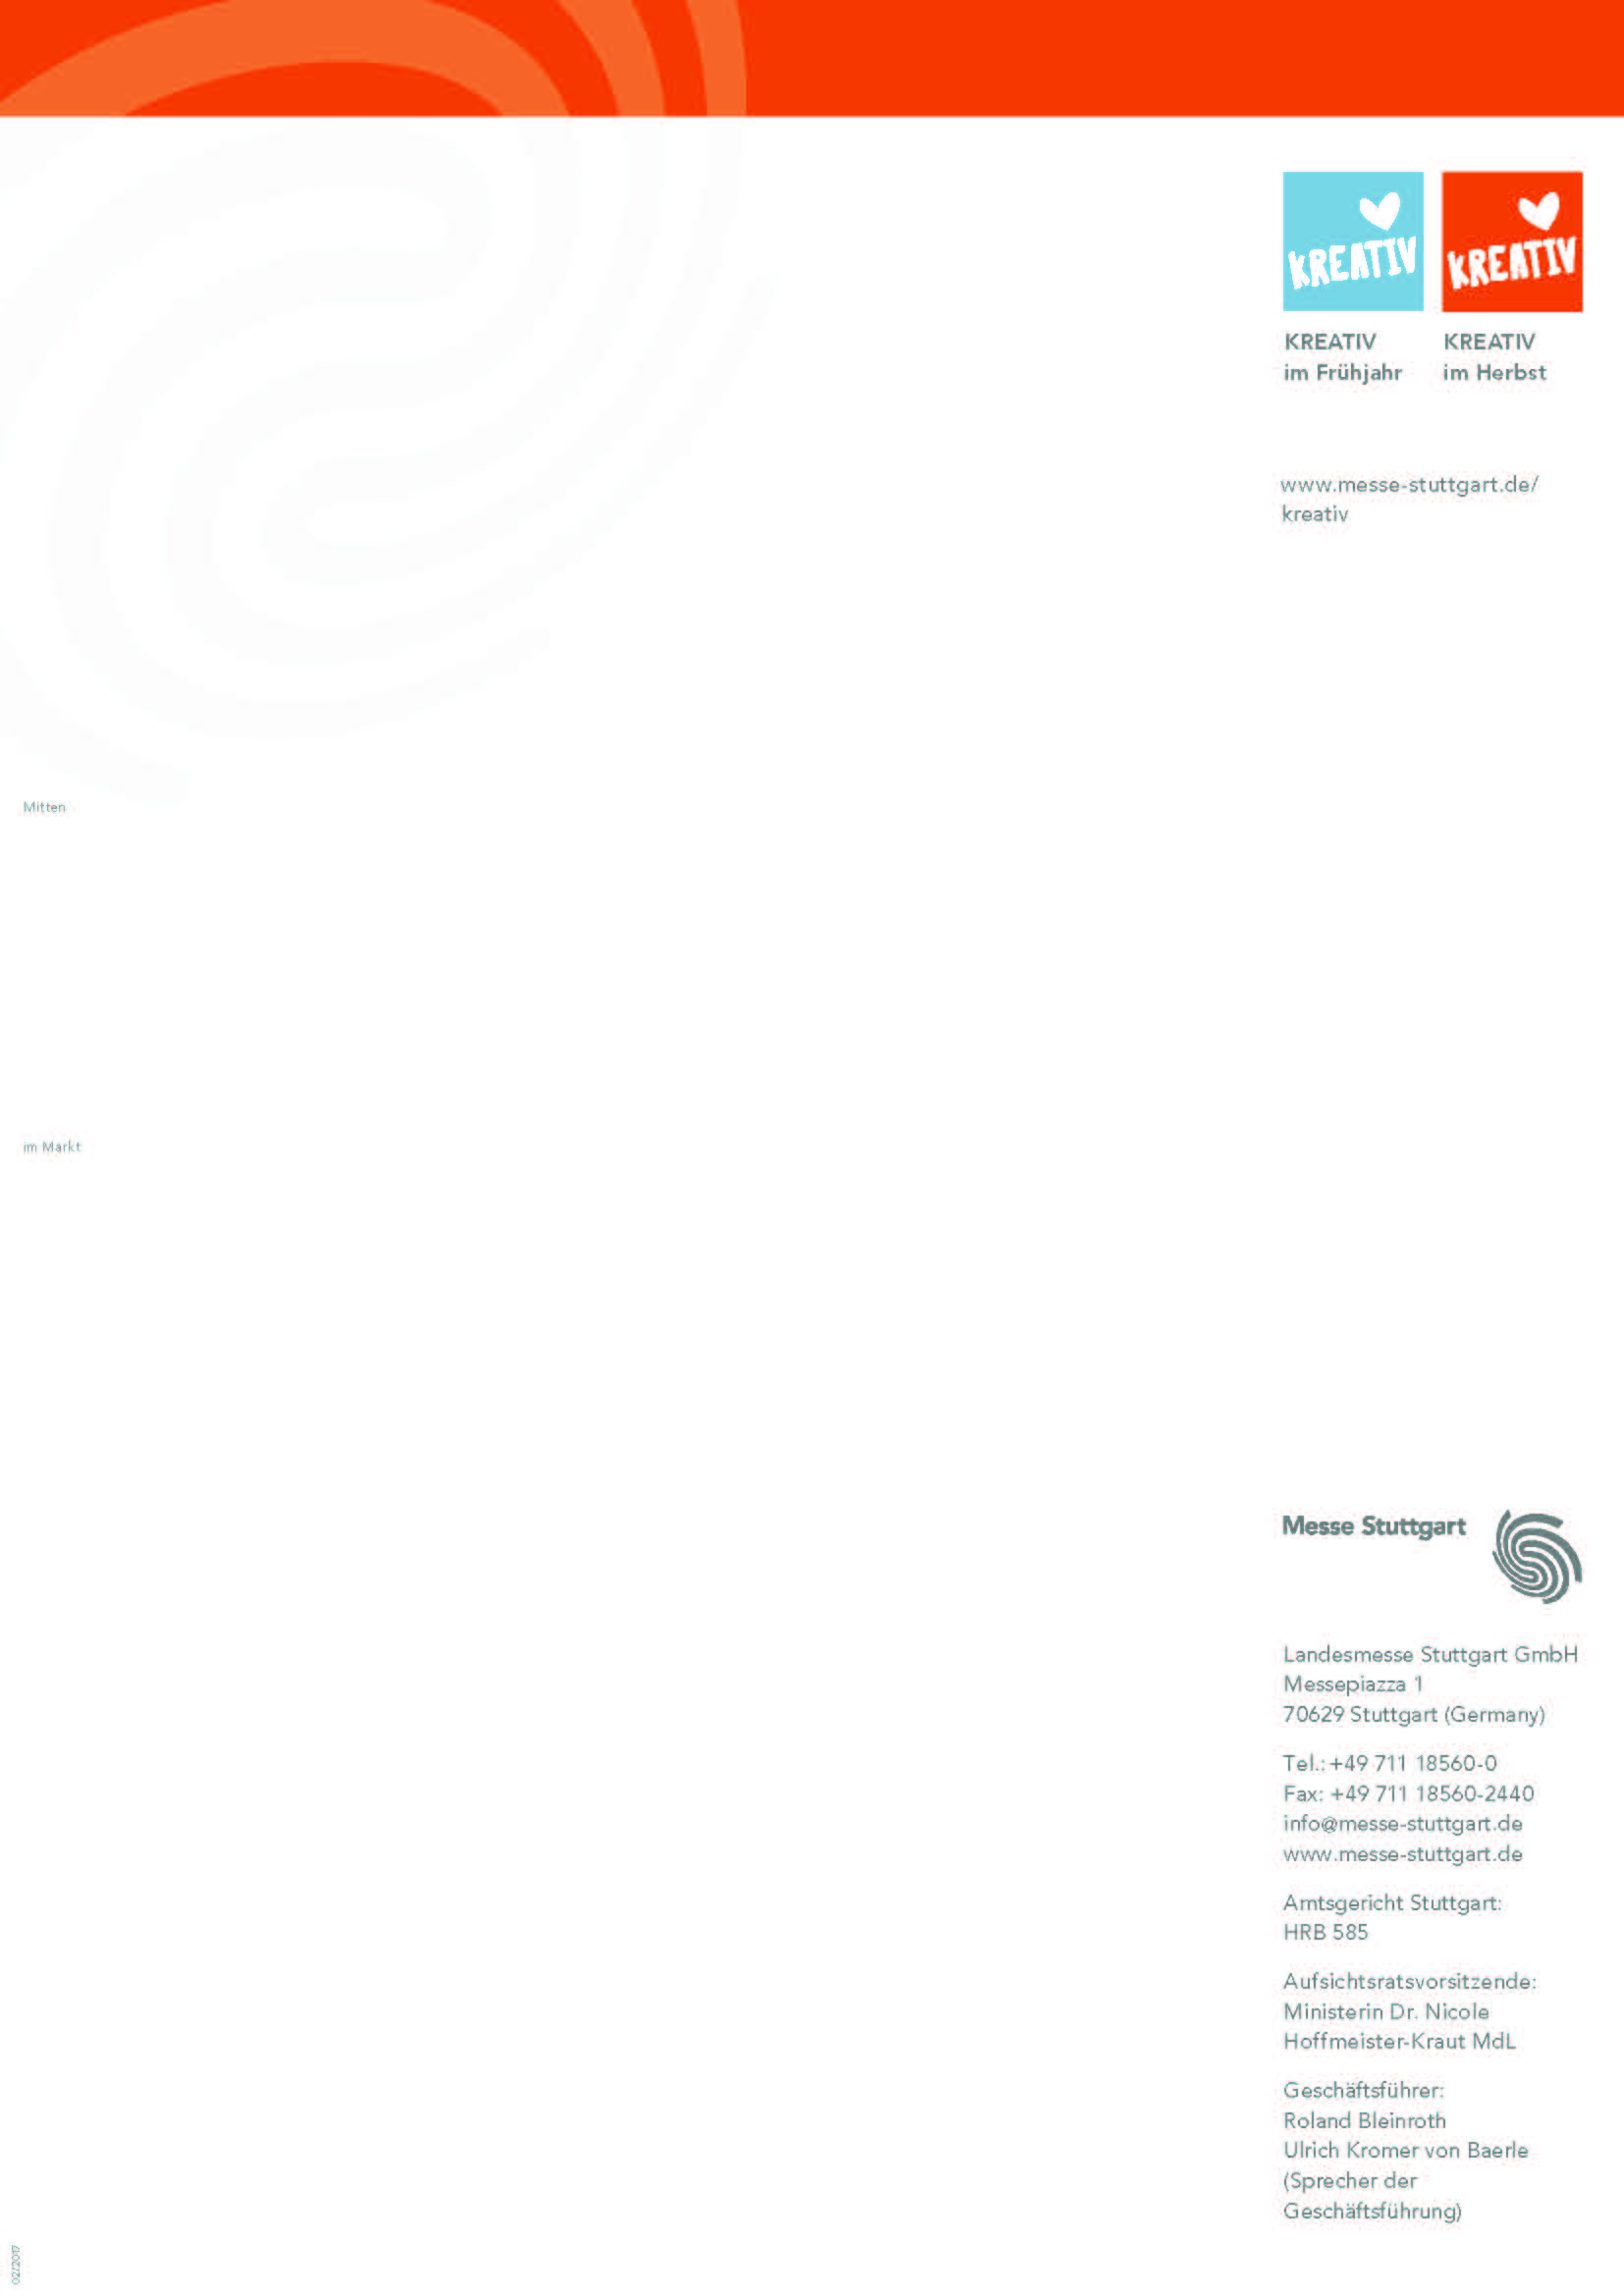 KREATIV
KREATIV
KREATIV
im Frühjahr
KREATIV
im Herbst
www.messe-stuttgart.de/
kreativ
Mitten
im Markt
Messe Stuttgart
Landesmesse Stuttgart GmbH
Messepiazza 1
70629 Stuttgart (Germany)
Tel.: +49 711 18560-0
Fax: +49 711 18560-2440
info@messe-stuttgart.de
www.messe-stuttgart.de
Amtsgericht Stuttgart:
HRB 585
Aufsichtsratsvorsitzende:
Ministerin Dr. Nicole
Hoffmeister-Kraut MdL
Geschäftsführer:
Roland Bleinroth
Ulrich Kromer von Baerle
(Sprecher der
Geschäftsführung)
02/2017